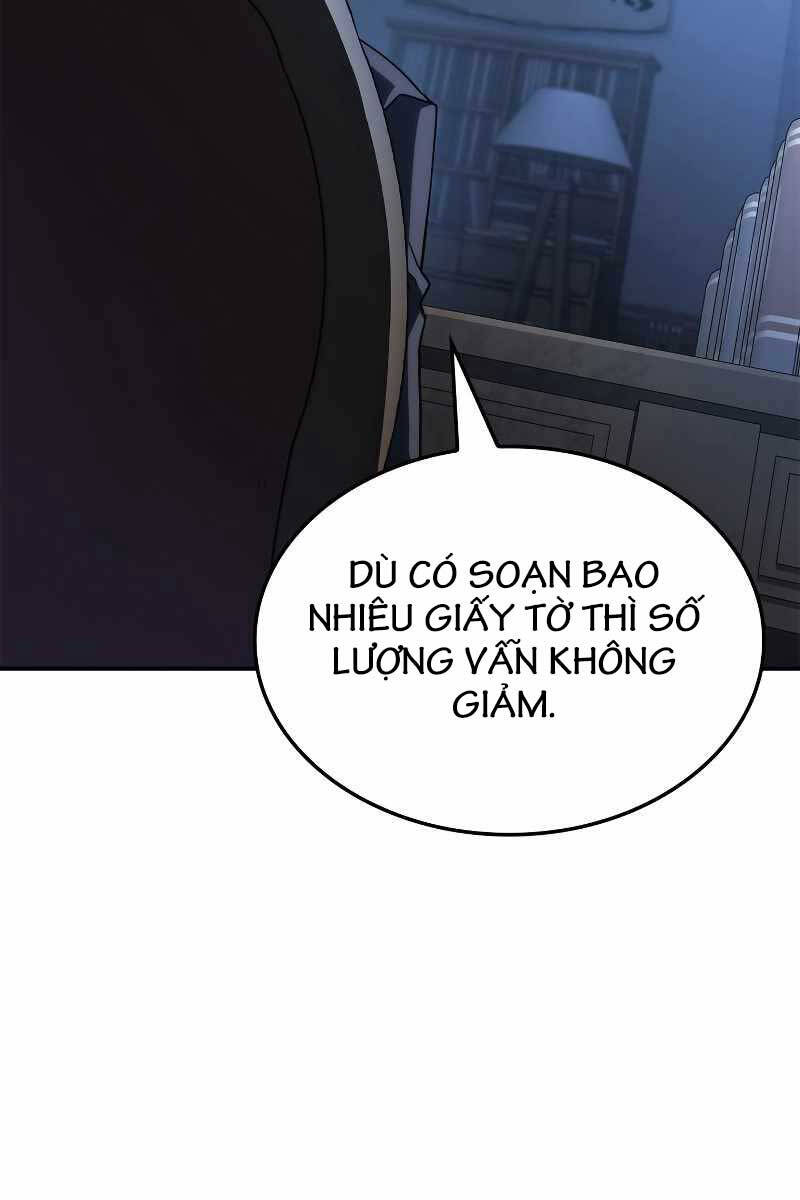 DÙ CÓ SOẠN BAO
NHIÊU GIẤY TỜ THÌ SỐ
LƯỢNG VẪN KHÔNG
GIẢM.